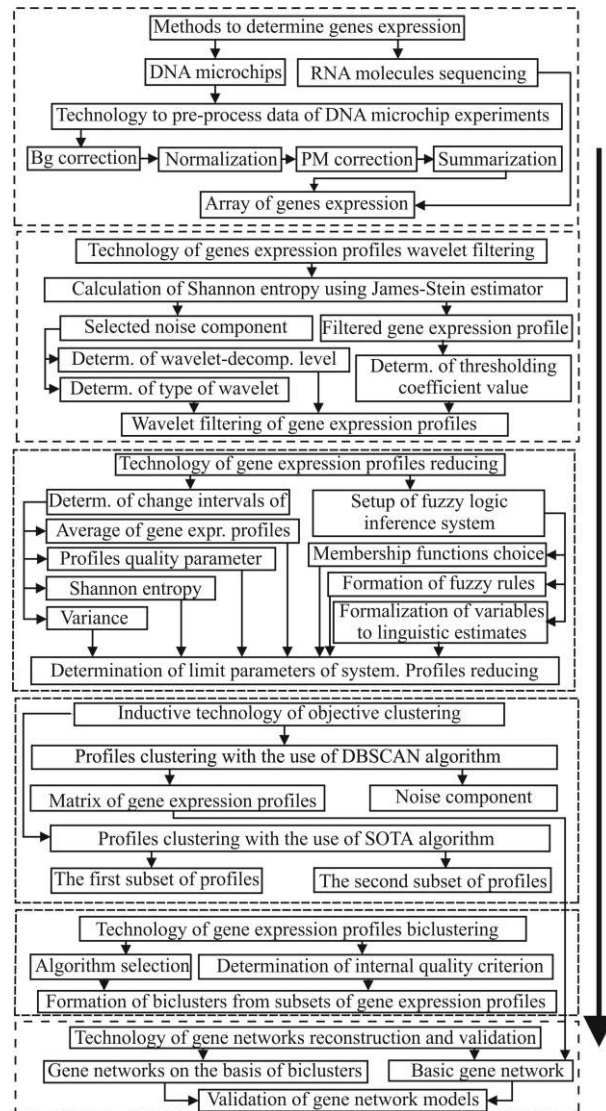 Methods to determine genes expression
DNA microchips
RNA molecules sequencing
Technology to pre-process data of DNA microchip experiments
Bg correction
Normalization
PM correction
Summarization
Array of genes expression
Technology of genes expression profiles wavelet filtering
Calculation of Shannon entropy using James-Stein estimator
Selected noise component
Filtered gene expression profile
Determ. of wavelet-decomp. level
Determ. of thresholding
coefficient value
Determ. of type of wavelet
Wavelet filtering of gene expression profiles
Technology of gene expression profiles reducing
Determ. of change intervals of
Setup of fuzzy logic
inference system
Average of gene expr. profiles
Profiles quality parameter
Membership functions choice
Shannon entropy
Formation of fuzzy rules
Variance
Formalization of variables
to linguistic estimates
Determination of limit parameters of system. Profiles reducing
Inductive technology of objective clustering
Profiles clustering with the use of DBSCAN algorithm
Matrix of gene expression profiles
Noise component
Profiles clustering with the use of SOTA algorithm
The first subset of profiles
The second subset of profiles
Technology of gene expression profiles biclustering
Algorithm selection
Determination of internal quality criterion
Formation of biclusters from subsets of gene expression profiles
Technology of gene networks reconstruction and validation
Gene networks on the basis of biclusters
Basic gene network
Validation of gene network models